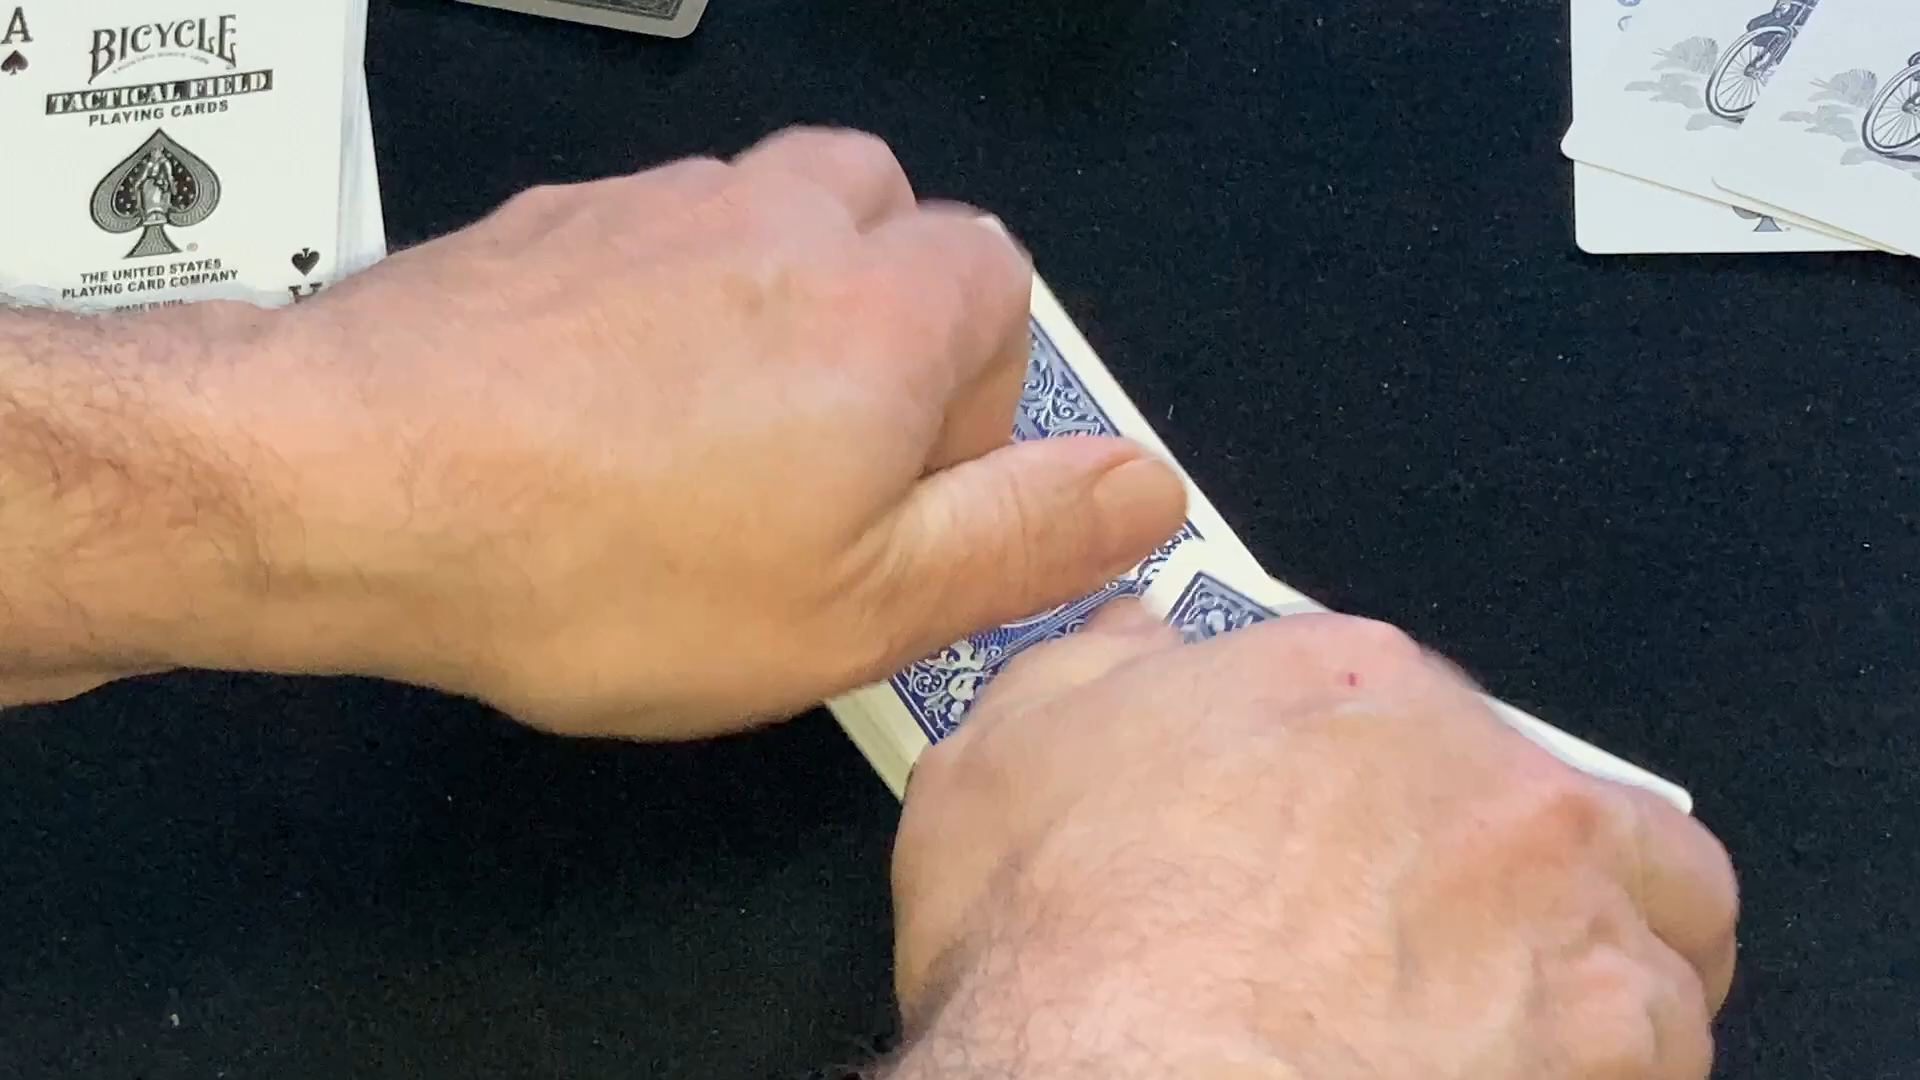 A
BICYCLE
TACTICAL FIELD
PLAYING CARDS
®
THE UNITED STATES
PLAYING CARD COMPANY
MADE IN USA
A